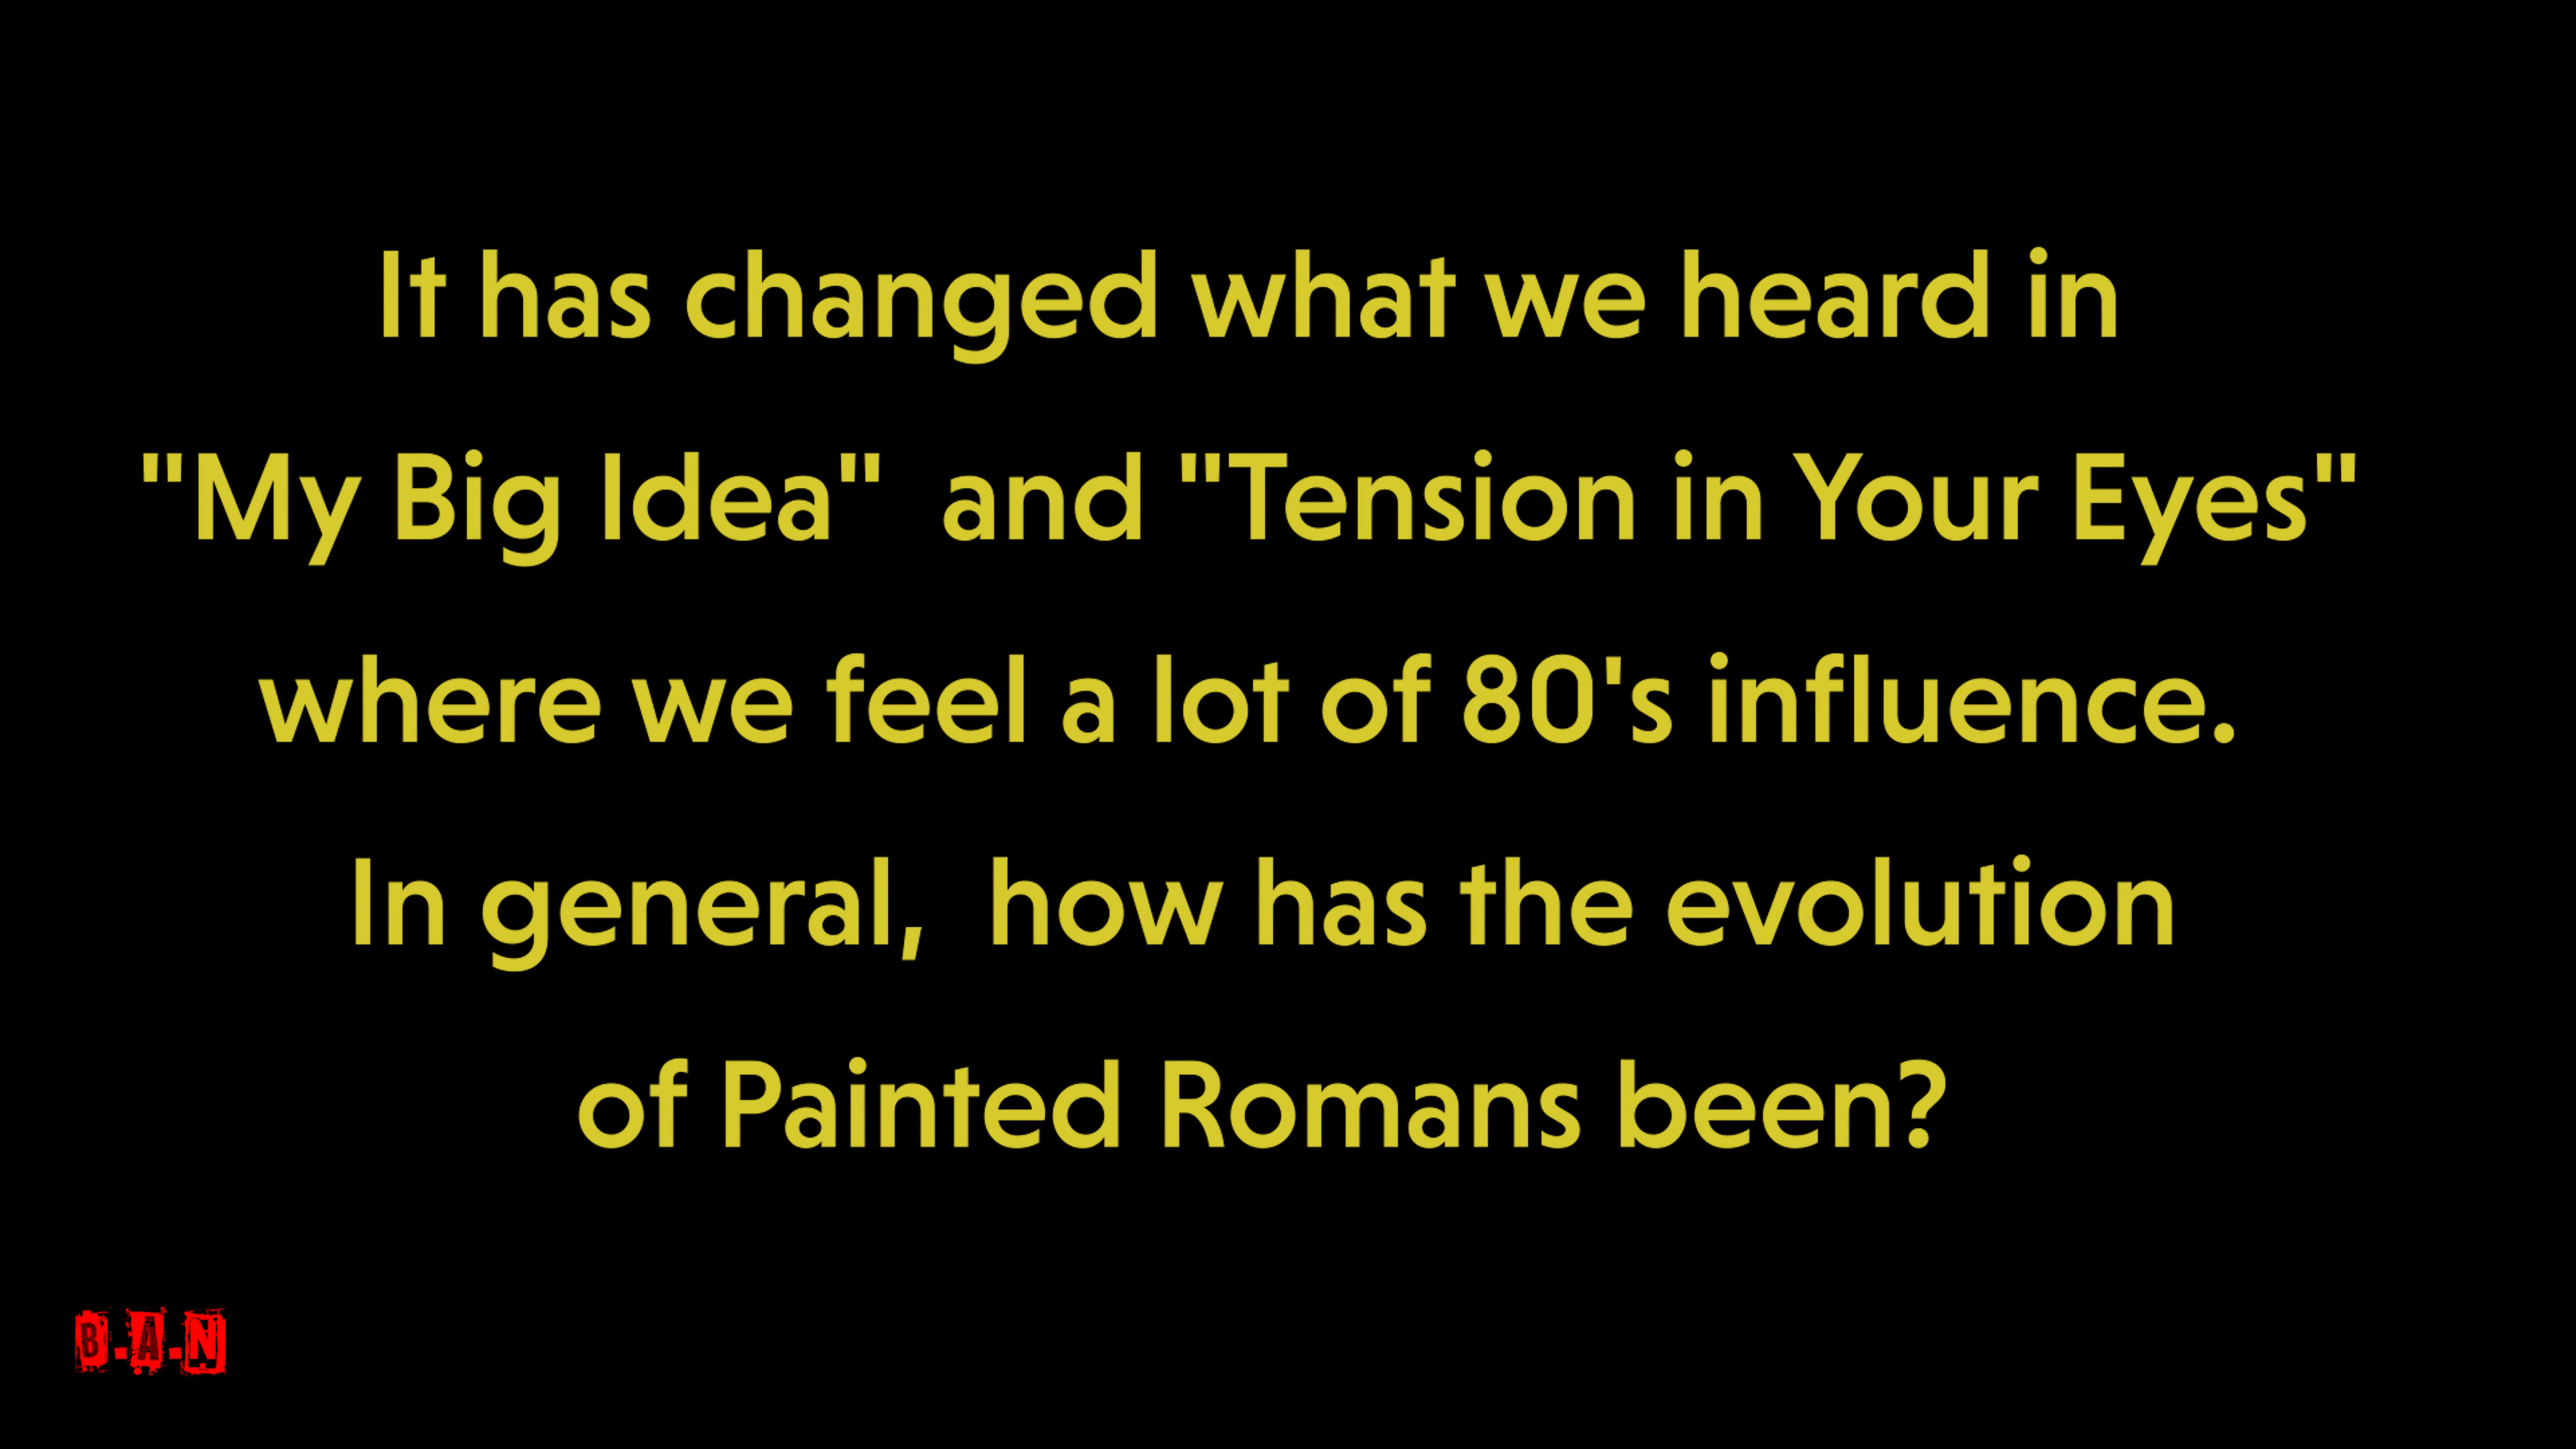 It has changed what we heard in
"My Big Idea"  and "Tension in Your Eyes"
where we feel a lot of 80's influence.
In general,  how has the evolution
of Painted Romans been?
B.A.N